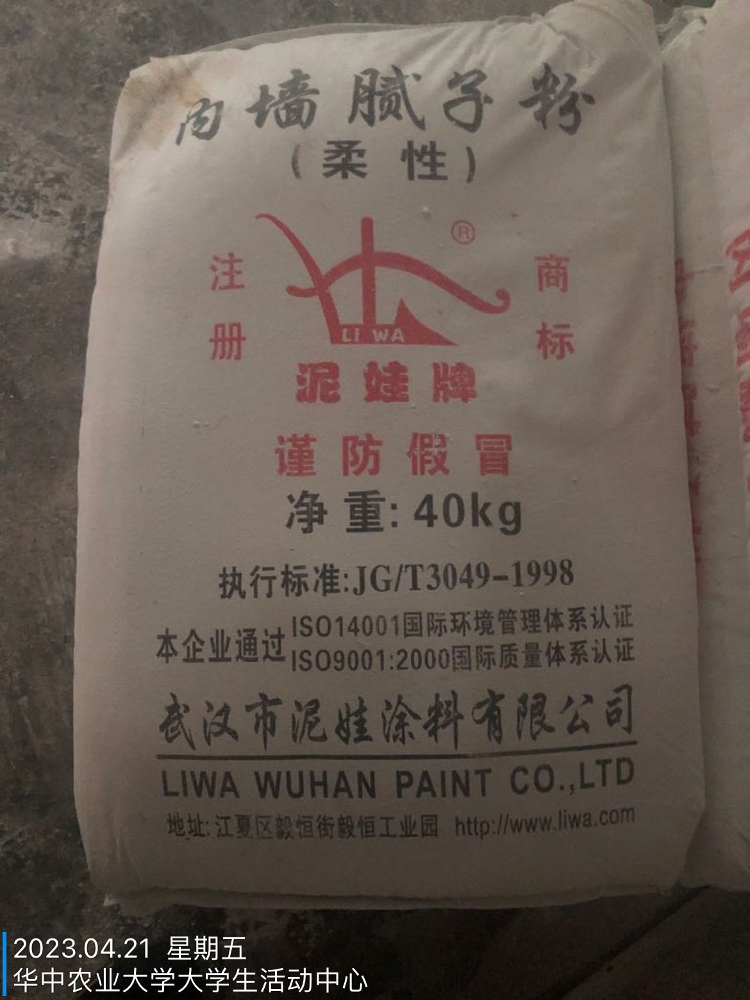 内墙腻子粉
(柔性)
®
注册
商标
LI WA
泥娃牌
谨防假冒
净重: 40kg
执行标准:JG/T3049-1998
本企业通过
ISO14001国际环境管理体系认证
ISO9001:2000国际质量体系认证
武汉市泥娃涂料有限公司
LIWA WUHAN PAINT CO.,LTD
地址: 江夏区毅恒街毅恒工业园 http://www.liwa.com
2023.04.21 星期五
华中农业大学大学生活动中心